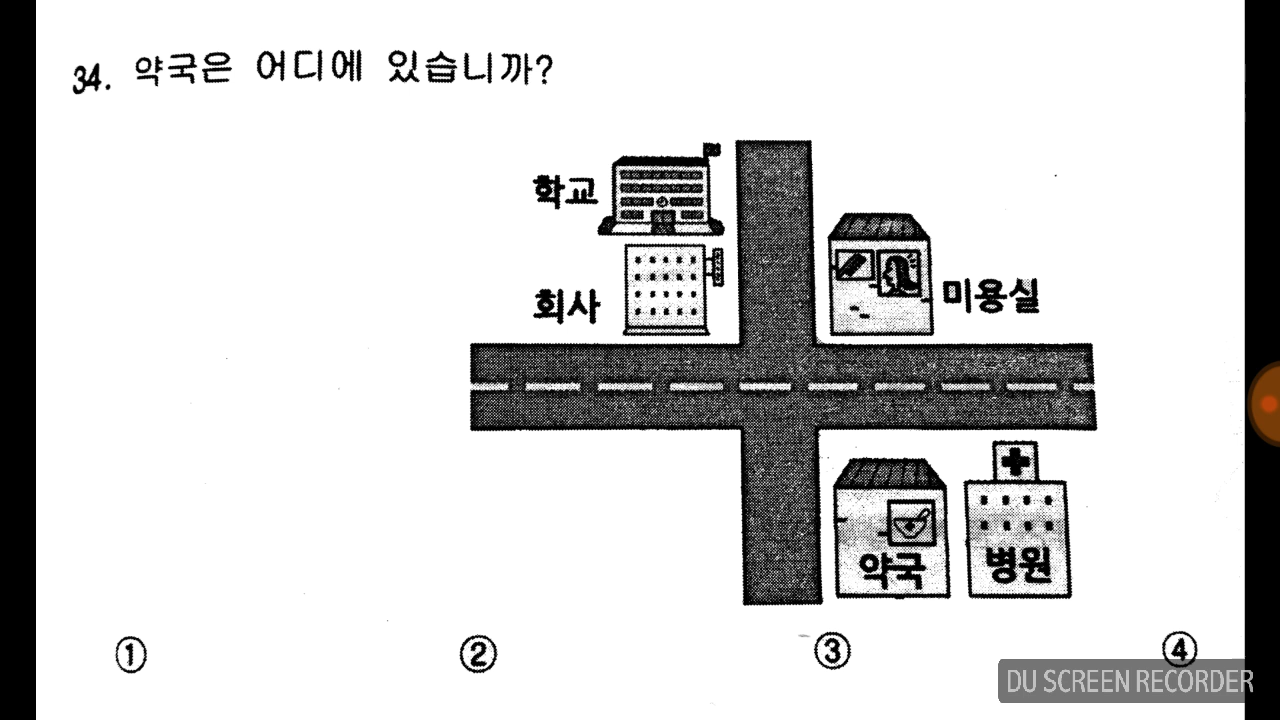 34. 약국은 어디에 있습니까?
학교
회사
미용실
약국
병원
① ② ③ ④
DU SCREEN RECORDER